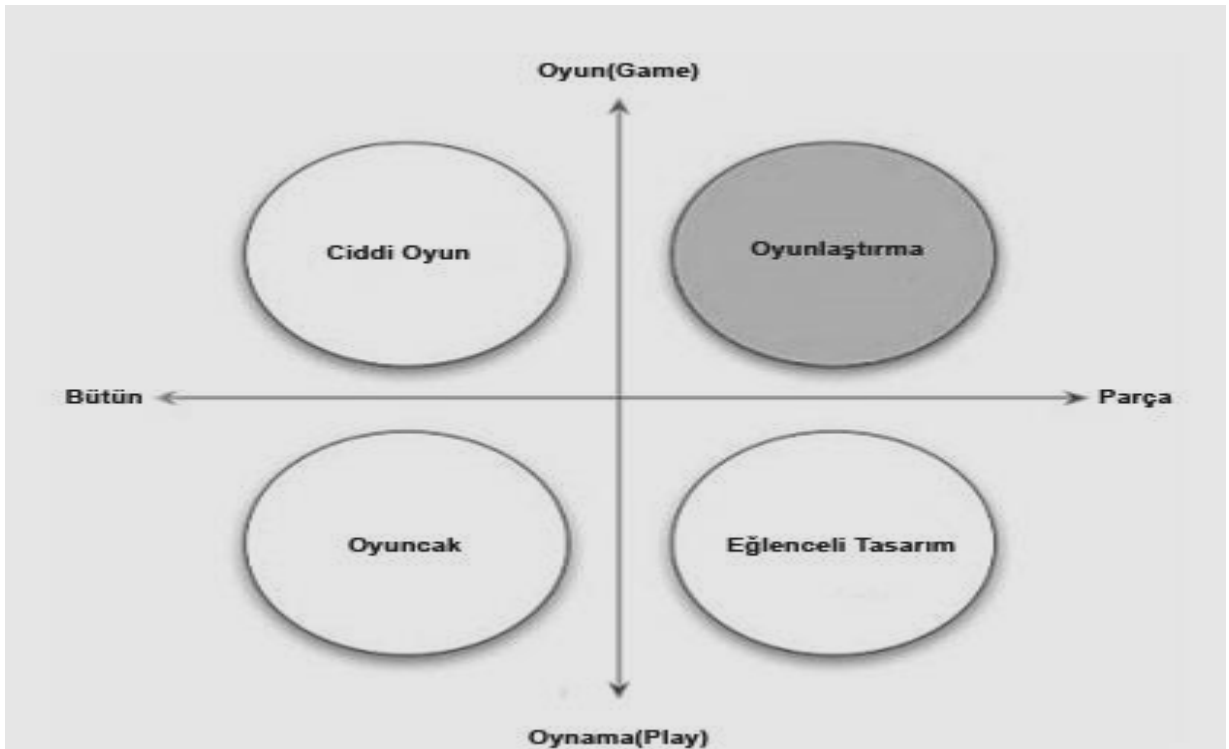 Oyun(Game)
Ciddi Oyun
Oyunlaştırma
Bütün
Parça
Oyuncak
Eğlenceli Tasarım
Oynama(Play)